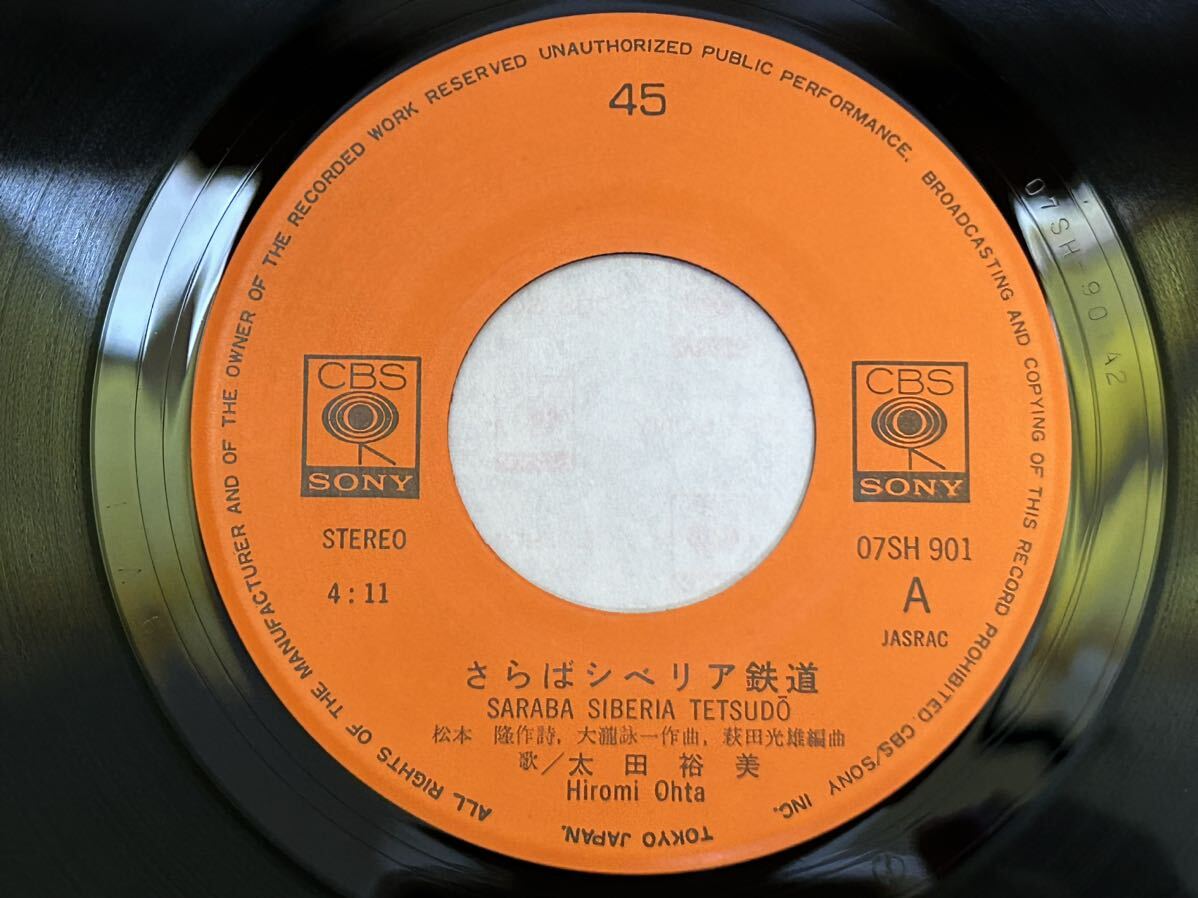 ALL RIGHTS OF THE MANUFACTURER AND OF THE OWNER OF THE RECORDED WORK RESERVED UNAUTHORIZED PUBLIC PERFORMANCE. BROADCASTING AND COPYING OF THIS RECORD PROHIBITED. CBS/SONY INC.
TOKYO JAPAN.
45
CBS
SONY
CBS
SONY
STEREO
4:11
07SH 901
A
JASRAC
さらばシベリア鉄道
SARABA SIBERIA TETSUDŌ
松本 隆作詩, 大瀧詠一作曲, 萩田光雄編曲
歌／太田裕美
Hiromi Ohta
07SH-90 A2